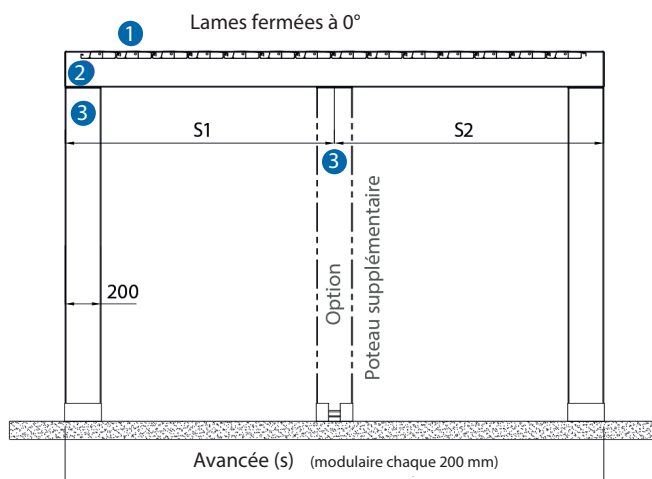 Lames fermées à 0°
1
2
3
S1
S2
3
200
Option
Poteau supplémentaire
Avancée (s) (modulaire chaque 200 mm)